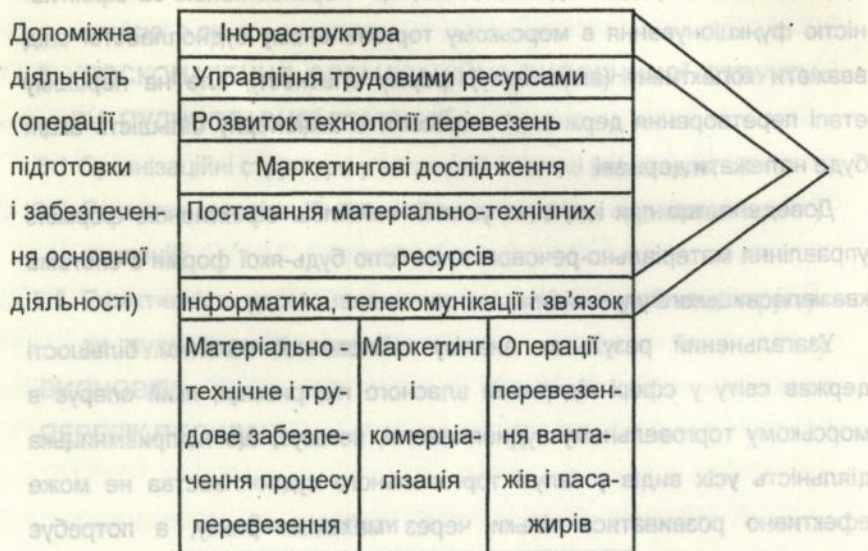 Допоміжна
діяльність
(операції
підготовки
і забезпечен-
ня основної
діяльності)
Інфраструктура
Управління трудовими ресурсами
Розвиток технології перевезень
Маркетингові дослідження
Постачання матеріально-технічних
ресурсів
Інформатика, телекомунікації і зв'язок
Матеріально-
технічне і тру-
дове забезпе-
чення процесу
перевезення
Маркетинг
і
комерціа-
лізація
Операції
перевезен-
ня ванта-
жів і паса-
жирів